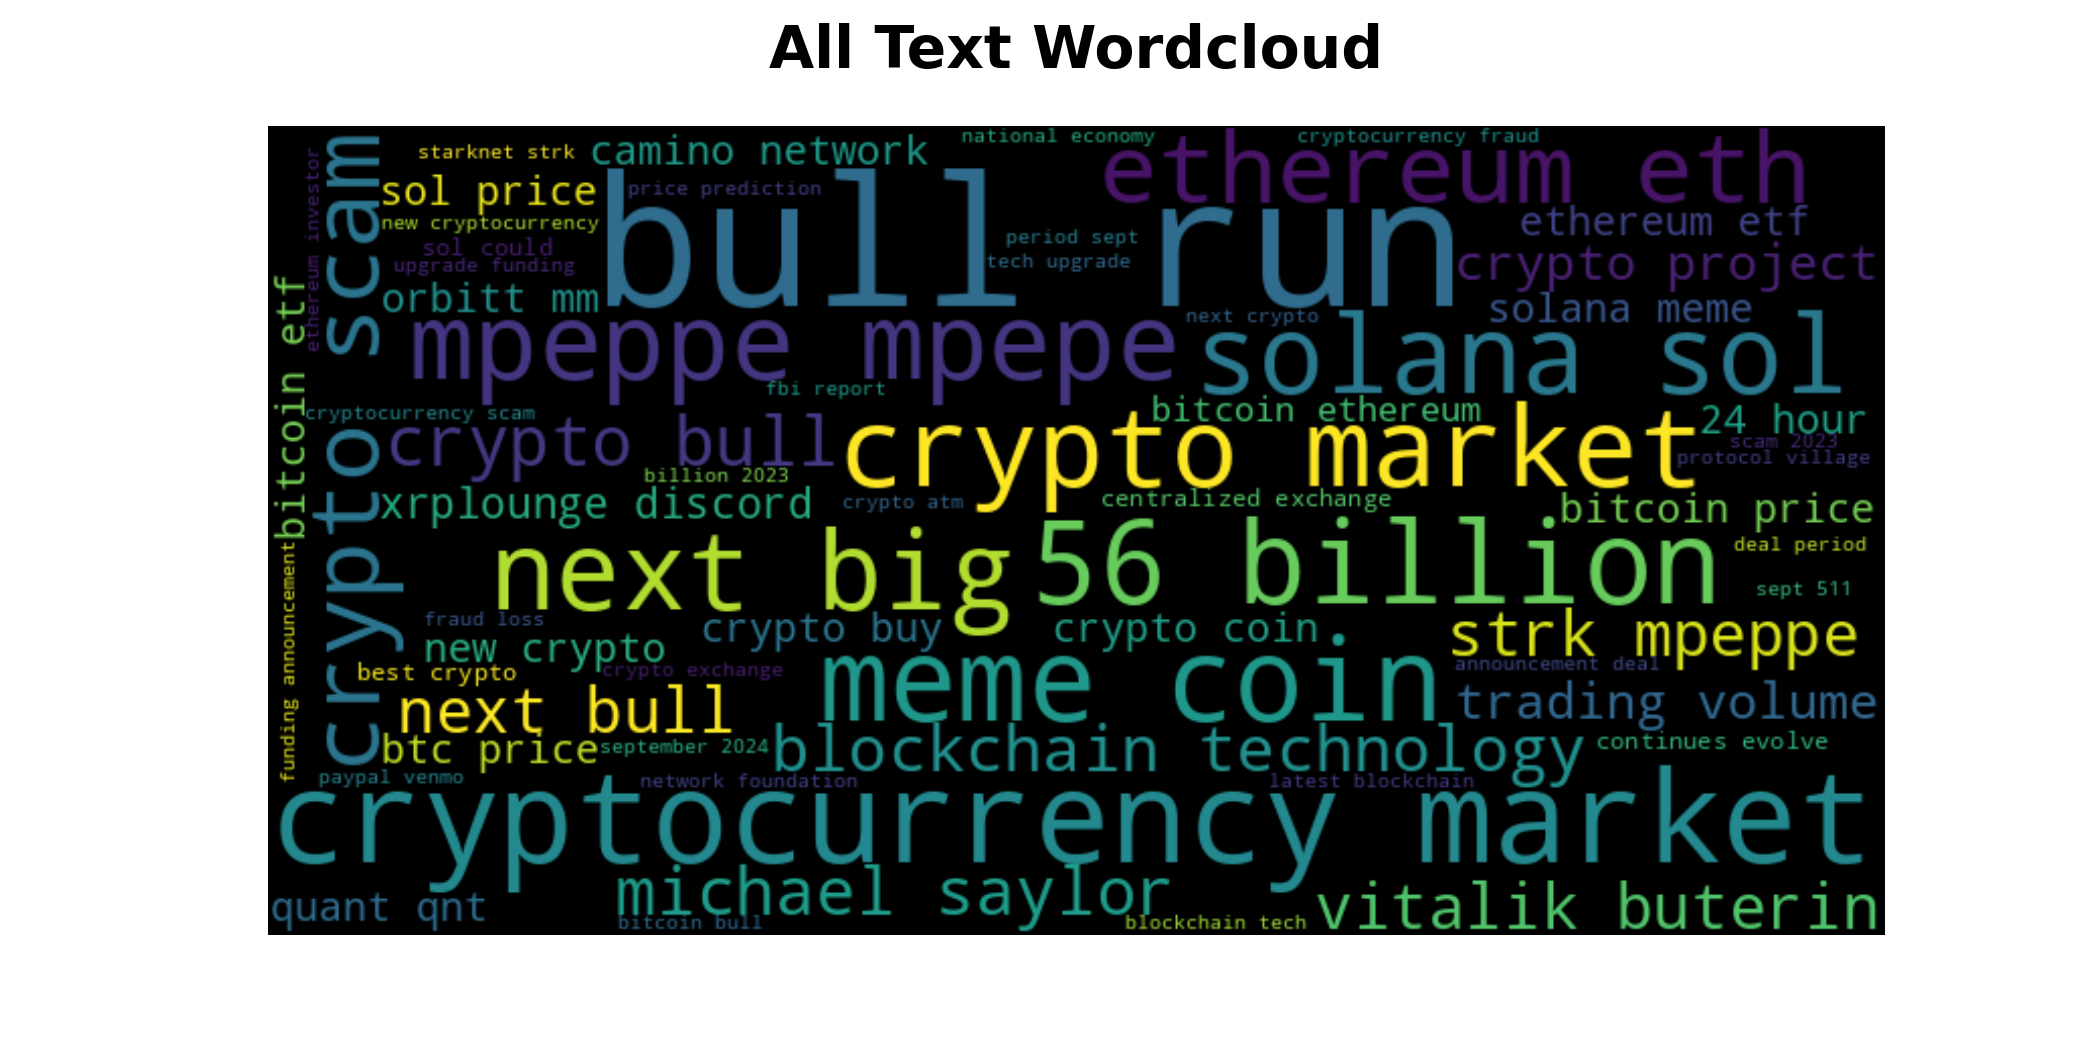 All Text Wordcloud
starknet strk
camino network
national economy
cryptocurrency fraud
ethereum eth
crypto scam
ethereum investor
sol price
price prediction
bull run
new cryptocurrency
ethereum etf
period sept
sol could
tech upgrade
upgrade funding
crypto project
orbitt mm
solana meme
next crypto
mpeppe mpepe
solana sol
bitcoin etf
fbi report
cryptocurrency scam
bitcoin ethereum
24 hour
crypto bull
crypto market
scam 2023
protocol village
billion 2023
xrplounge discord
crypto atm
centralized exchange
bitcoin price
next big
56 billion
deal period
sept 511
funding announcement
fraud loss
new crypto
crypto buy
crypto coin
strk mpeppe
best crypto
crypto exchange
meme coin
announcement deal
next bull
trading volume
btc price
september 2024
blockchain technology
continues evolve
paypal venmo
network foundation
latest blockchain
cryptocurrency market
michael saylor
quant qnt
bitcoin bull
blockchain tech
vitalik buterin